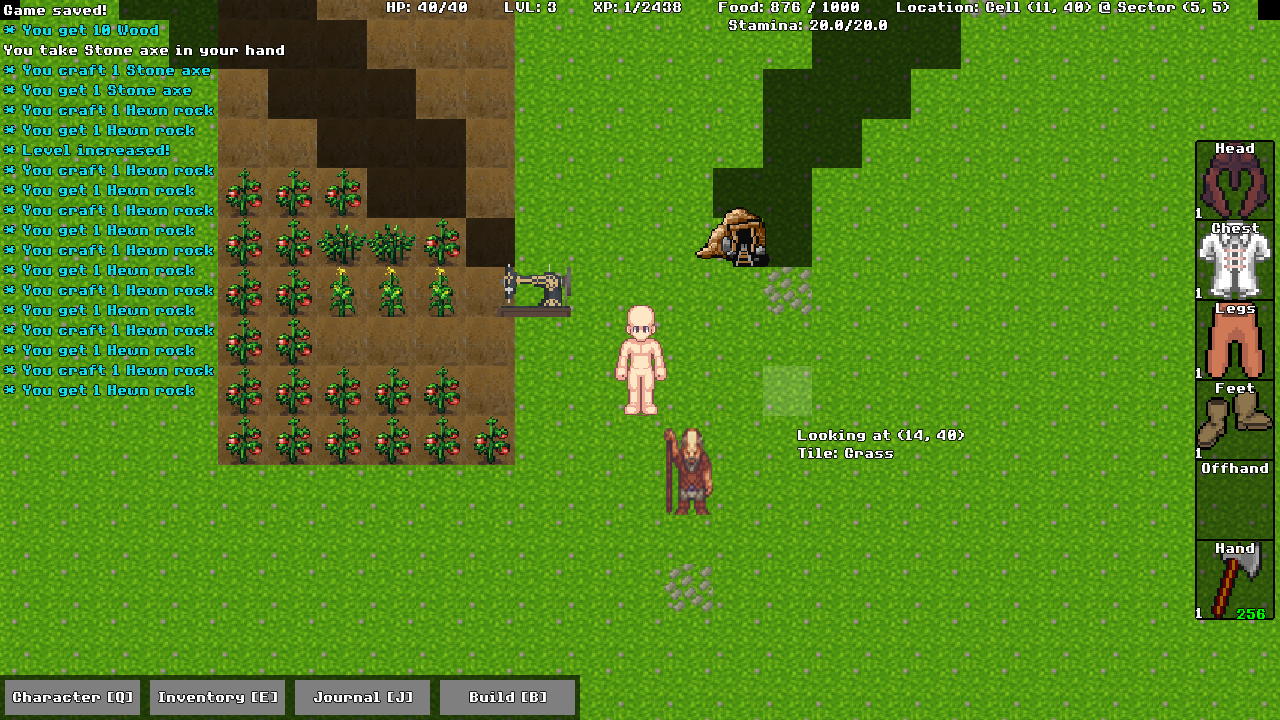 HP: 40/40 LVL: 3 XP: 1/2438 Food: 876 / 1000 Location: Cell (11, 40) @ Sector (5, 5)
Stamina: 20.0/20.0
Game saved!
* You get 10 Wood
You take Stone axe in your hand
* You craft 1 Stone axe
* You get 1 Stone axe
* You craft 1 Hewn rock
* You get 1 Hewn rock
* Level increased!
* You craft 1 Hewn rock
* You get 1 Hewn rock
* You craft 1 Hewn rock
* You get 1 Hewn rock
* You craft 1 Hewn rock
* You get 1 Hewn rock
* You craft 1 Hewn rock
* You get 1 Hewn rock
* You craft 1 Hewn rock
* You get 1 Hewn rock
* You craft 1 Hewn rock
* You get 1 Hewn rock
Looking at (14, 40)
Tile: Grass
Head
1
Chest
1
Legs
1
Feet
1
Offhand
Hand
1 256
Character [Q] Inventory [E] Journal [J] Build [B]